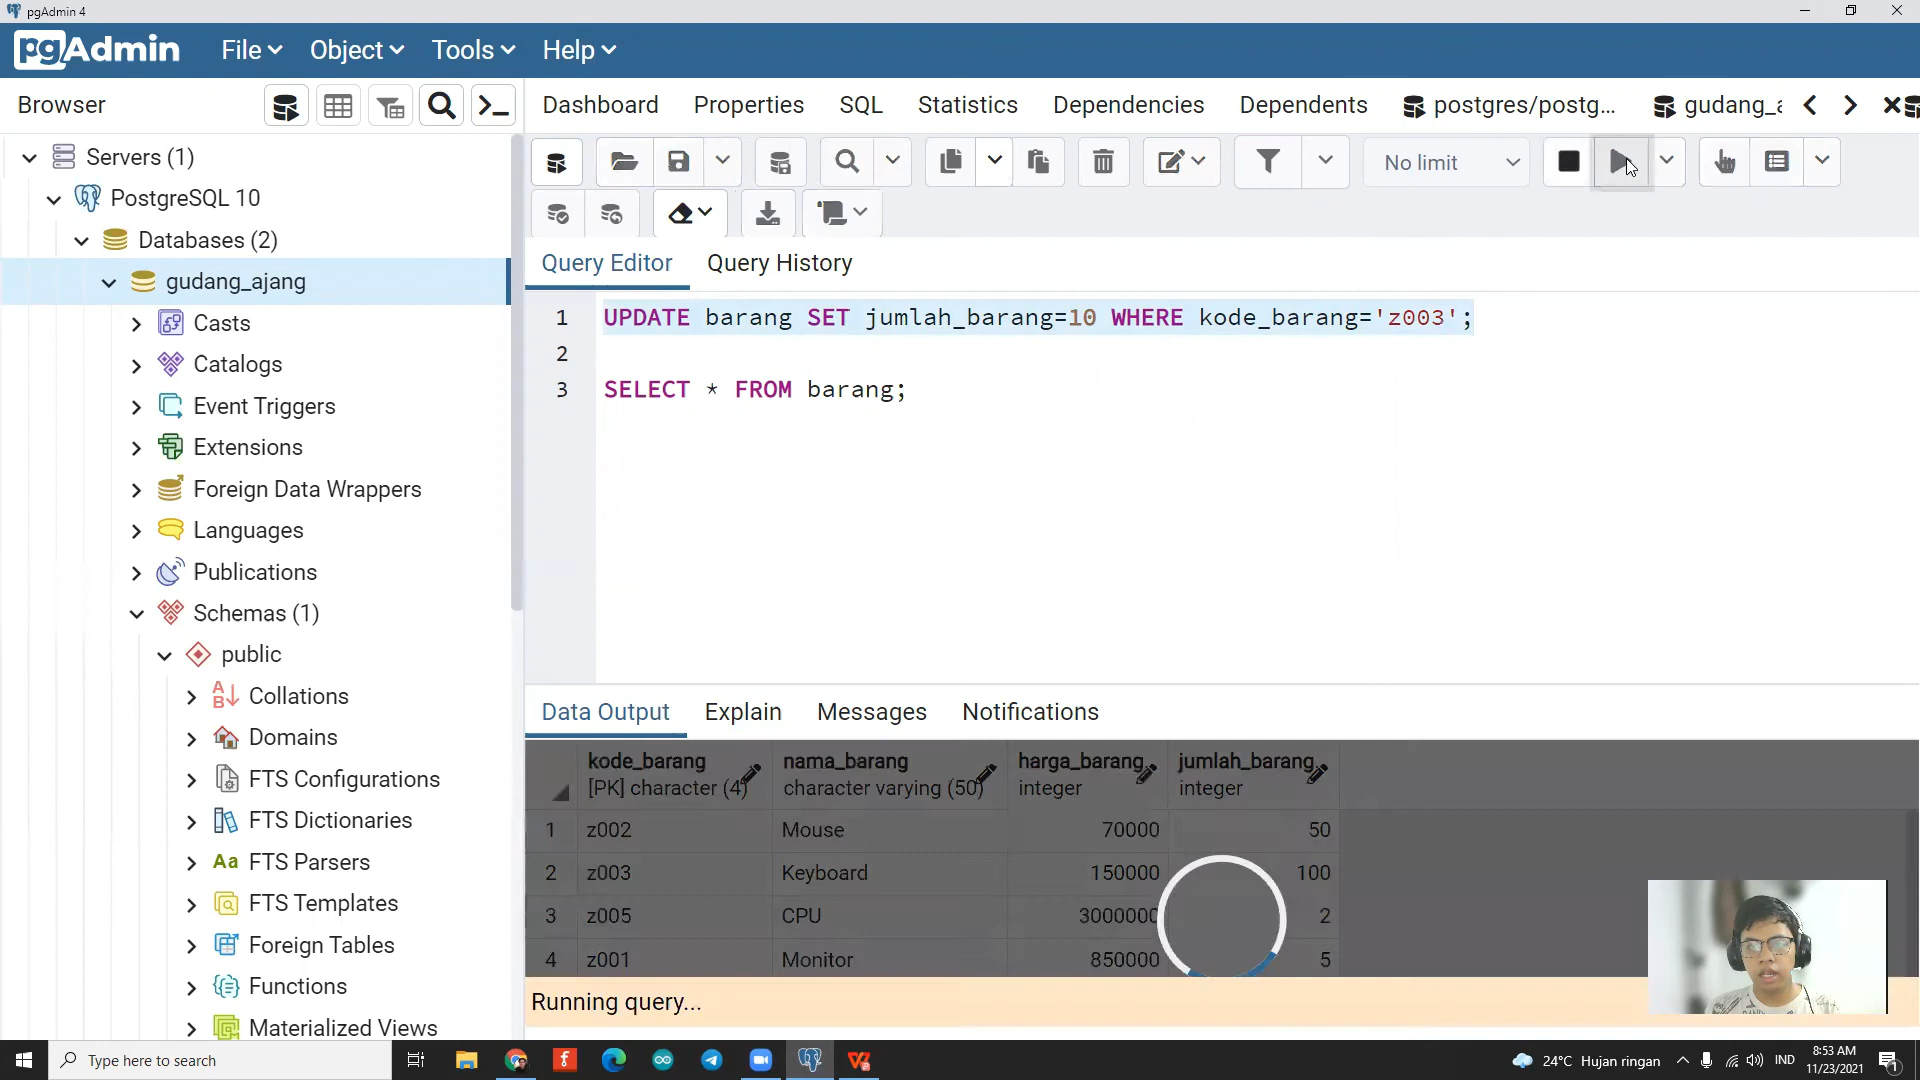 pgAdmin 4
pgAdmin File Object Tools Help
Browser
Dashboard Properties SQL Statistics Dependencies Dependents postgres/postg... gudang_a
Servers (1)
PostgreSQL 10
Databases (2)
gudang_ajang
Casts
Catalogs
Event Triggers
Extensions
Foreign Data Wrappers
Languages
Publications
Schemas (1)
public
Collations
Domains
FTS Configurations
FTS Dictionaries
Aa FTS Parsers
FTS Templates
Foreign Tables
Functions
Materialized Views
No limit
Query Editor Query History
1 UPDATE barang SET jumlah_barang=10 WHERE kode_barang='z003';
2
3 SELECT * FROM barang;
Data Output Explain Messages Notifications
kode_barang nama_barang harga_barang jumlah_barang
[PK] character (4) character varying (50) integer integer
1 z002 Mouse 70000 50
2 z003 Keyboard 150000 100
3 z005 CPU 3000000 2
4 z001 Monitor 850000 5
Running query...
Type here to search
24°C Hujan ringan IND 8:53 AM
11/23/2021
1